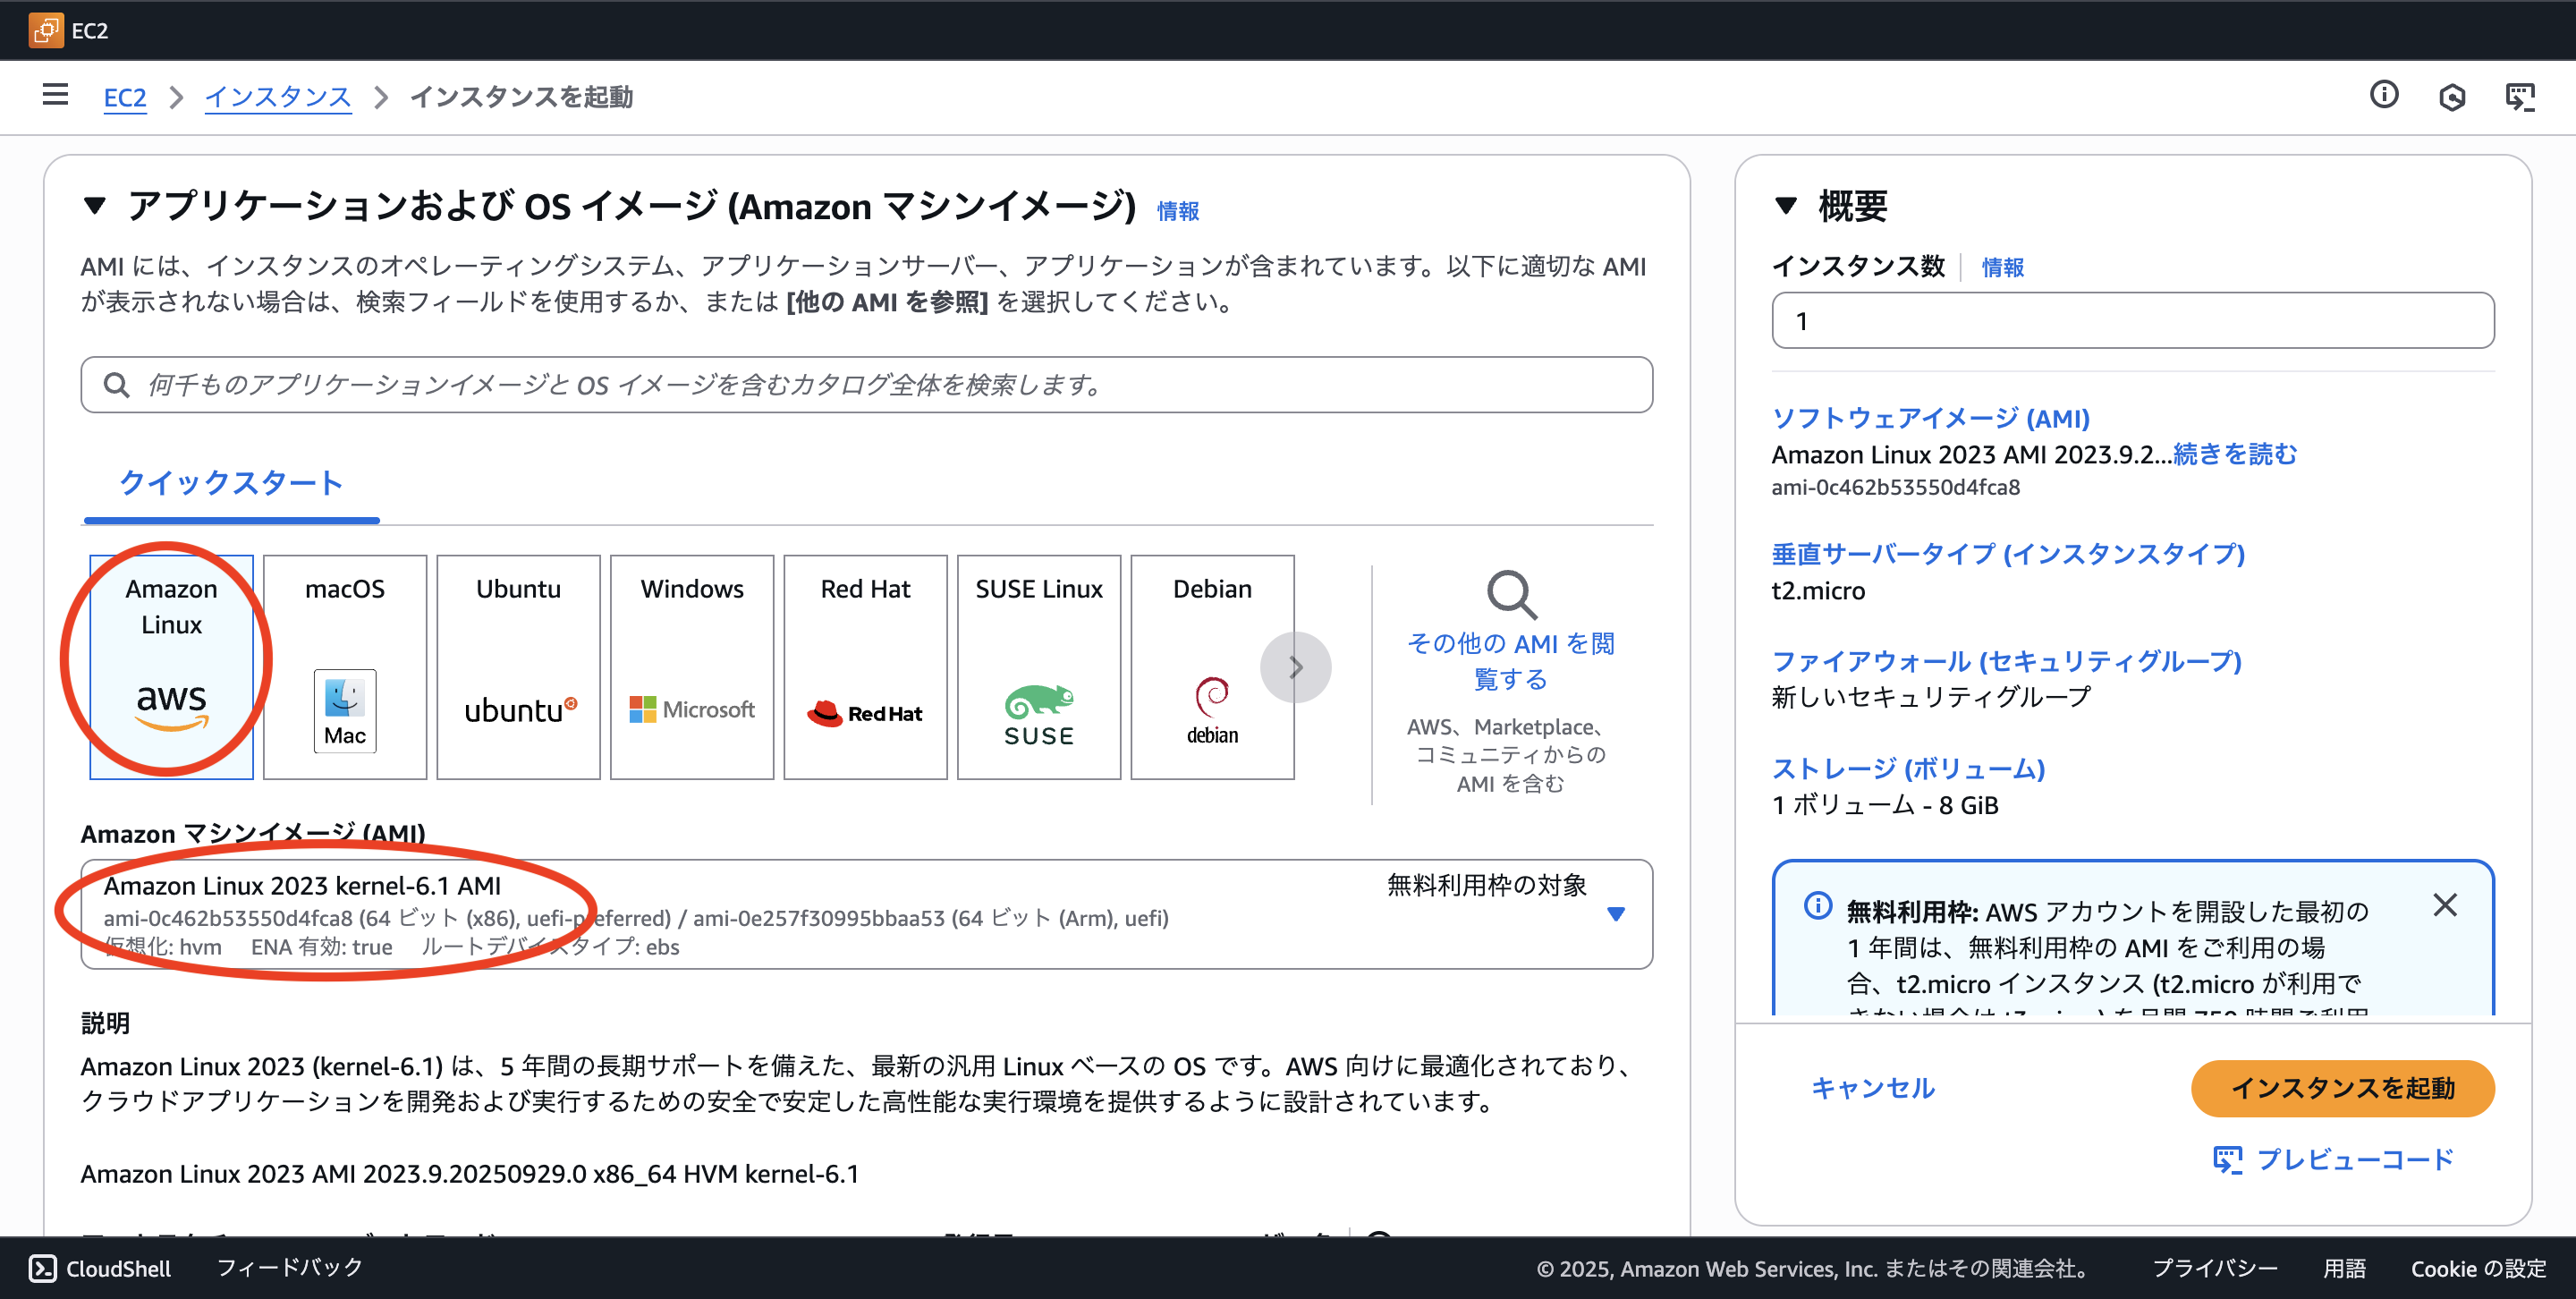 EC2
EC2 > インスタンス > インスタンスを起動
アプリケーションおよび OS イメージ (Amazon マシンイメージ) 情報
AMI には、インスタンスのオペレーティングシステム、アプリケーションサーバー、アプリケーションが含まれています。以下に適切な AMI
が表示されない場合は、検索フィールドを使用するか、または [他の AMI を参照] を選択してください。
何千ものアプリケーションイメージと OS イメージを含むカタログ全体を検索します。
クイックスタート
Amazon
Linux
aws
macOS
Mac
Ubuntu
ubuntu
Windows
Microsoft
Red Hat
Red Hat
SUSE Linux
SUSE
Debian
debian
その他の AMI を閲
覧する
AWS、Marketplace、
コミュニティからの
AMI を含む
Amazon マシンイメージ (AMI)
Amazon Linux 2023 kernel-6.1 AMI
無料利用枠の対象
ami-0c462b53550d4fca8 (64 ビット (x86), uefi-preferred) / ami-0e257f30995bbaa53 (64 ビット (Arm), uefi)
仮想化: hvm ENA 有効: true ルートデバイスタイプ: ebs
説明
Amazon Linux 2023 (kernel-6.1) は、5 年間の長期サポートを備えた、最新の汎用 Linux ベースの OS です。AWS 向けに最適化されており、
クラウドアプリケーションを開発および実行するための安全で安定した高性能な実行環境を提供するように設計されています。
Amazon Linux 2023 AMI 2023.9.20250929.0 x86_64 HVM kernel-6.1
概要
インスタンス数 情報
1
ソフトウェアイメージ (AMI)
Amazon Linux 2023 AMI 2023.9.2...続きを読む
ami-0c462b53550d4fca8
垂直サーバータイプ (インスタンスタイプ)
t2.micro
ファイアウォール (セキュリティグループ)
新しいセキュリティグループ
ストレージ (ボリューム)
1 ボリューム - 8 GiB
無料利用枠: AWS アカウントを開設した最初の
1 年間は、無料利用枠の AMI をご利用の場
合、t2.micro インスタンス (t2.micro が利用で
キャンセル
インスタンスを起動
プレビューコード
CloudShell フィードバック
© 2025, Amazon Web Services, Inc. またはその関連会社。 プライバシー 用語 Cookie の設定